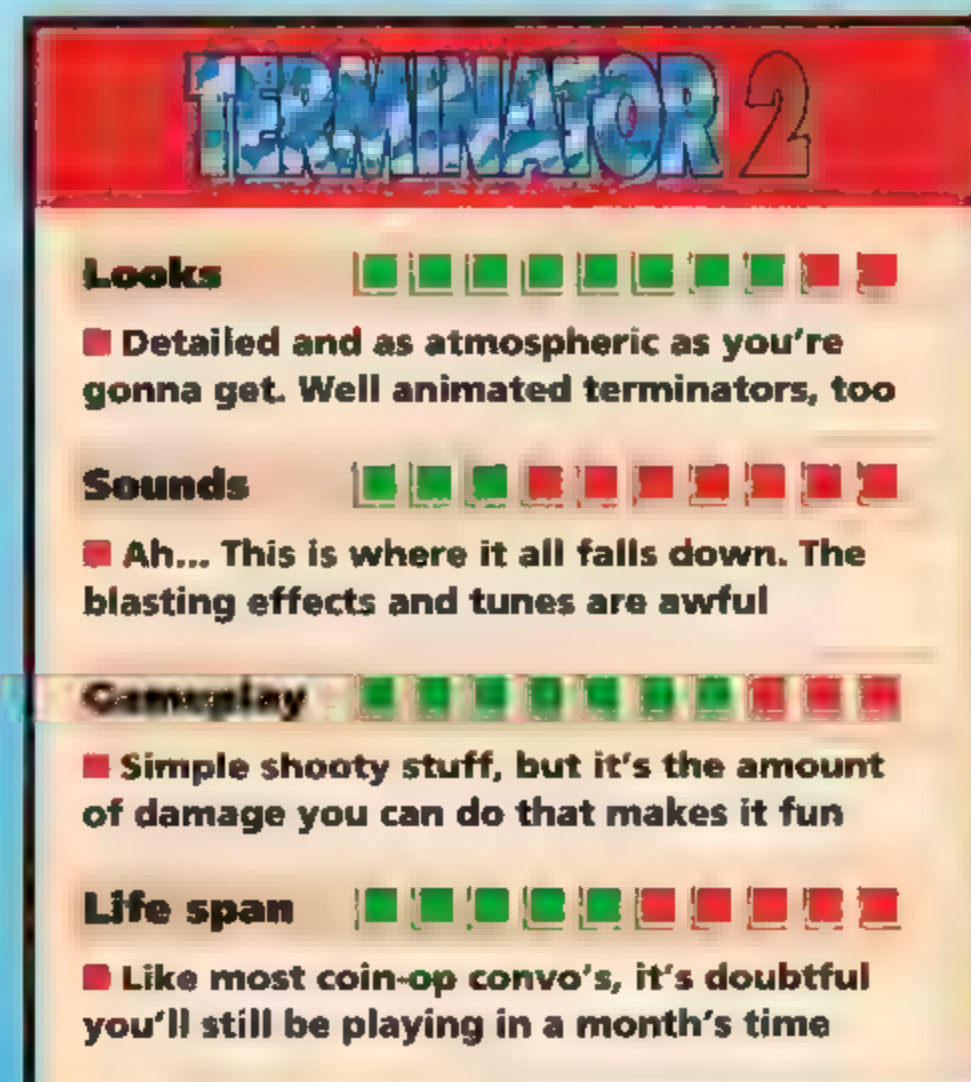 TERMINATOR 2
Looks
Detailed and as atmospheric as you're
gonna get. Well animated terminators, too
Sounds
Ah... This is where it all falls down. The
blasting effects and tunes are awful
Gameplay
Simple shooty stuff, but it's the amount
of damage you can do that makes it fun
Life span
Like most coin-op convo's, it's doubtful
you'll still be playing in a month's time